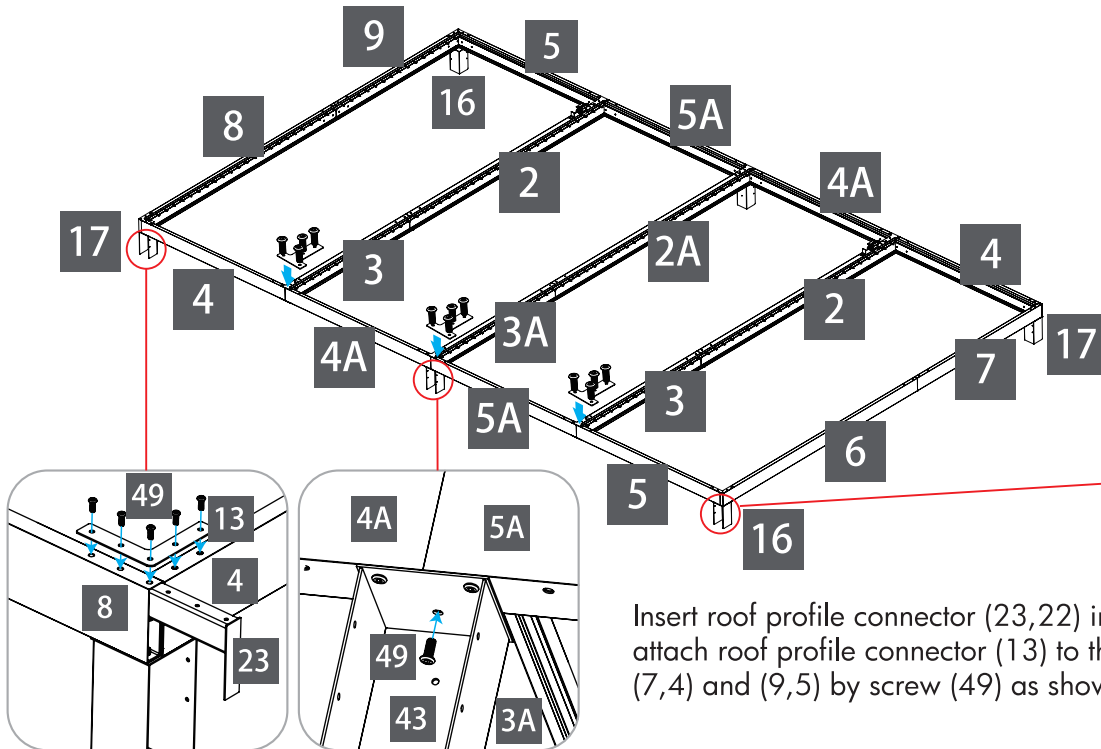 9
5
16
8
5A
2
4A
17
3
2A
4
4
2
4A
3A
17
7
5A
3
6
5
16
49
13
4
8
23
4A
5A
49
43
3A
Insert roof profile connector (23,22) in
attach roof profile connector (13) to th
(7,4) and (9,5) by screw (49) as show